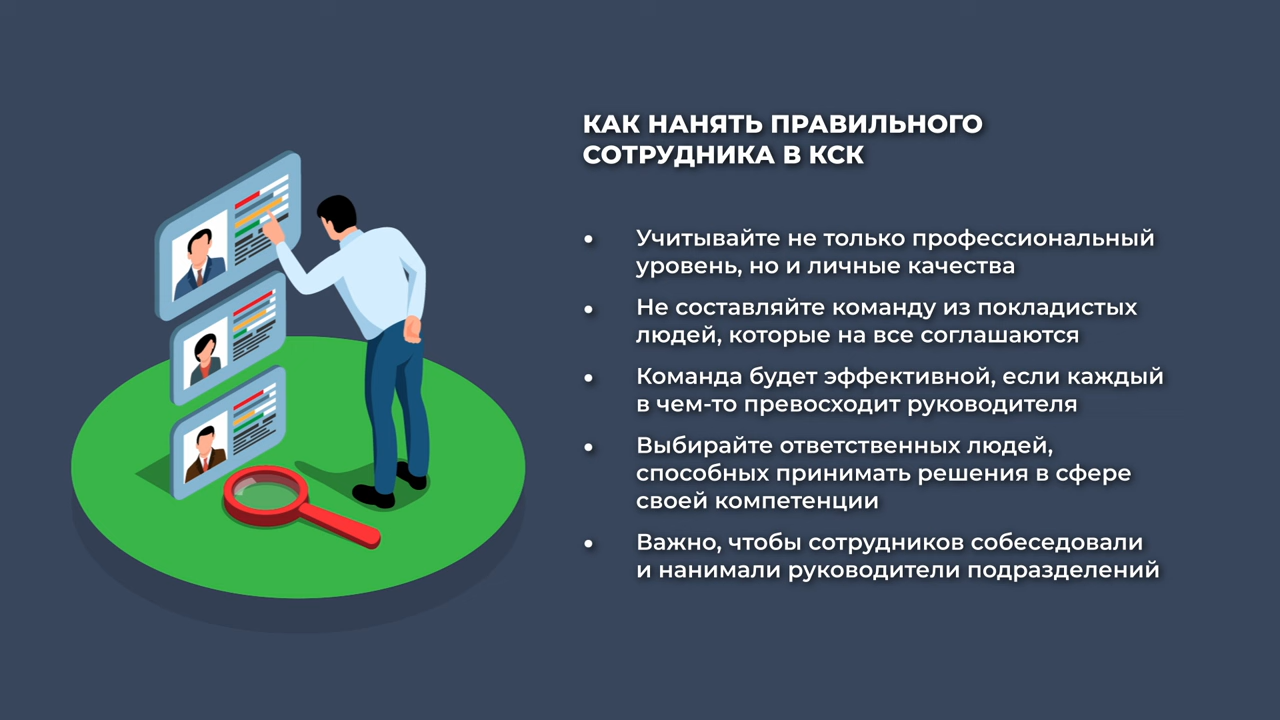 КАК НАНЯТЬ ПРАВИЛЬНОГО
СОТРУДНИКА В КСК
• Учитывайте не только профессиональный
уровень, но и личные качества
• Не составляйте команду из покладистых
людей, которые на все соглашаются
• Команда будет эффективной, если каждый
в чем-то превосходит руководителя
• Выбирайте ответственных людей,
способных принимать решения в сфере
своей компетенции
• Важно, чтобы сотрудников собеседовали
и нанимали руководители подразделений